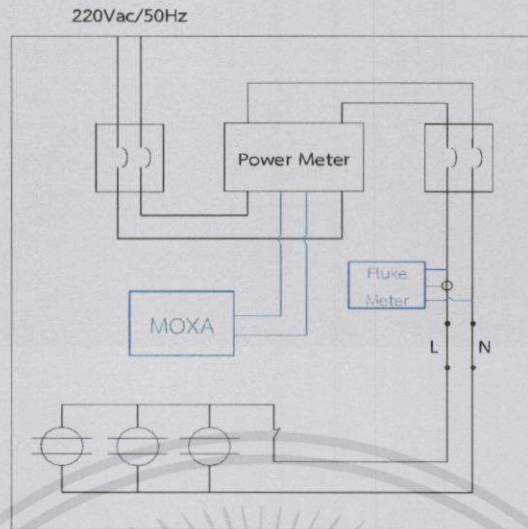 220Vac/50Hz
Power Meter
Fluke
Meter
MOXA
L N